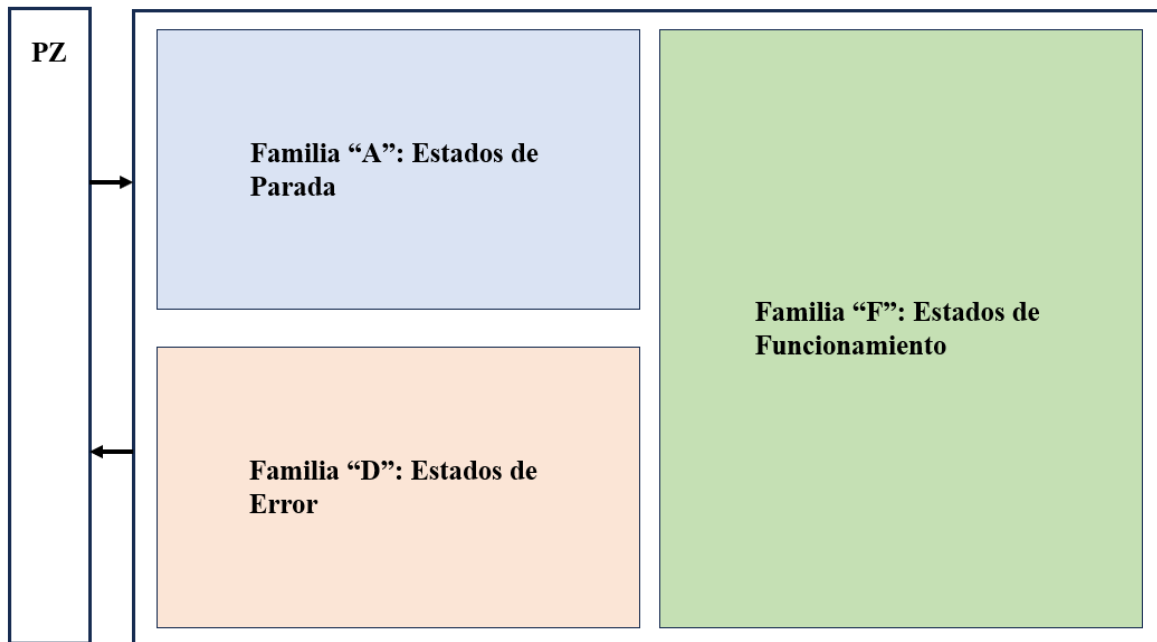 PZ
Familia “A”: Estados de
Parada
Familia “F”: Estados de
Funcionamiento
Familia “D”: Estados de
Error